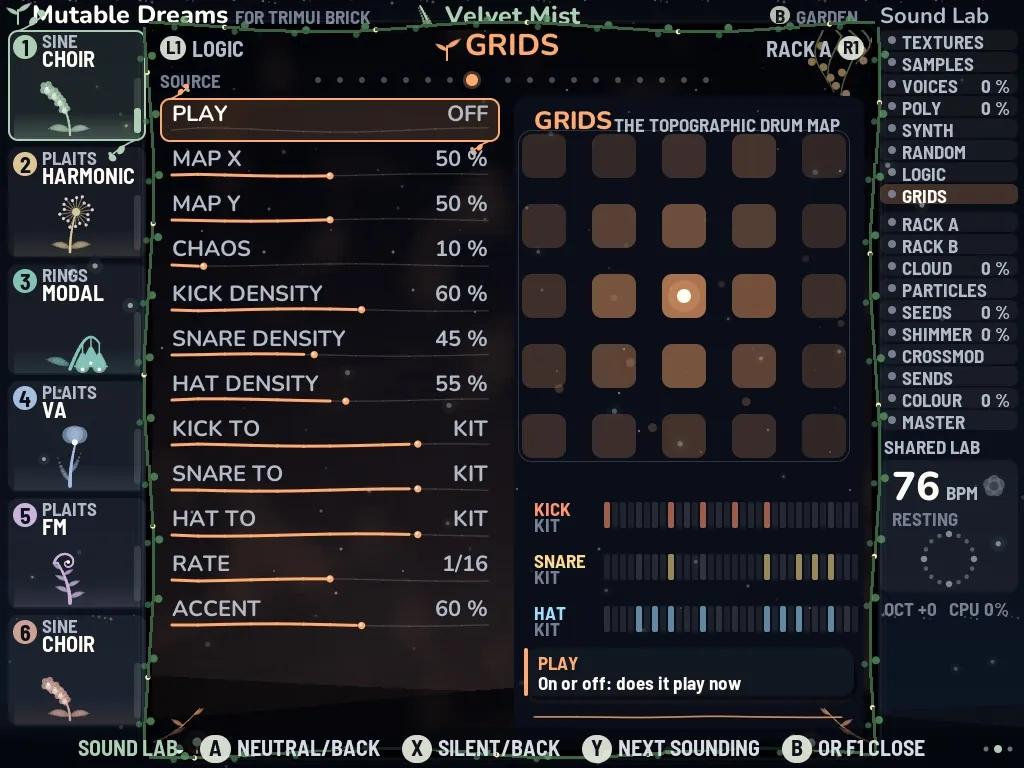 Mutable Dreams FOR TRIMUI BRICK
Velvet Mist
B GARDEN
Sound Lab
1 SINE
CHOIR
2 PLAITS
HARMONIC
3 RINGS
MODAL
4 PLAITS
VA
5 PLAITS
FM
6 SINE
CHOIR
L1 LOGIC
GRIDS
RACK A R1
SOURCE
PLAY OFF
MAP X 50 %
MAP Y 50 %
CHAOS 10 %
KICK DENSITY 60 %
SNARE DENSITY 45 %
HAT DENSITY 55 %
KICK TO KIT
SNARE TO KIT
HAT TO KIT
RATE 1/16
ACCENT 60 %
GRIDS THE TOPOGRAPHIC DRUM MAP
KICK
KIT
SNARE
KIT
HAT
KIT
PLAY
On or off: does it play now
TEXTURES
SAMPLES
VOICES 0 %
POLY 0 %
SYNTH
RANDOM
LOGIC
GRIDS
RACK A
RACK B
CLOUD 0 %
PARTICLES
SEEDS 0 %
SHIMMER 0 %
CROSSMOD
SENDS
COLOUR 0 %
MASTER
SHARED LAB
76 BPM
RESTING
OCT +0 CPU 0%
SOUND LAB A NEUTRAL/BACK X SILENT/BACK Y NEXT SOUNDING B OR F1 CLOSE